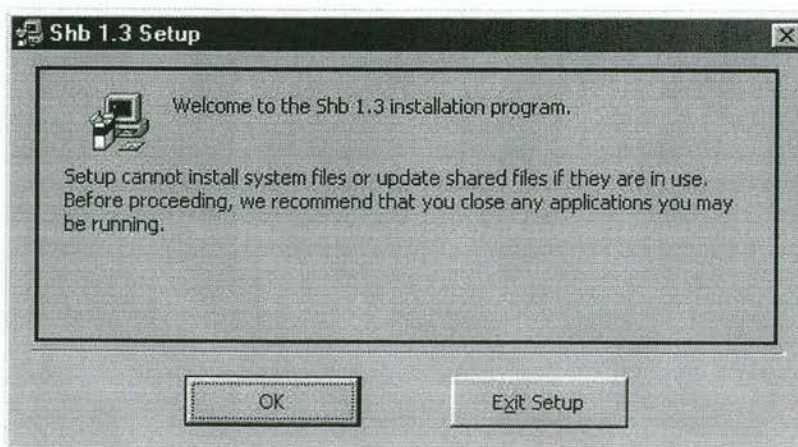 Shb 1.3 Setup
Welcome to the Shb 1.3 installation program.
Setup cannot install system files or update shared files if they are in use.
Before proceeding, we recommend that you close any applications you may
be running.
OK
Exit Setup